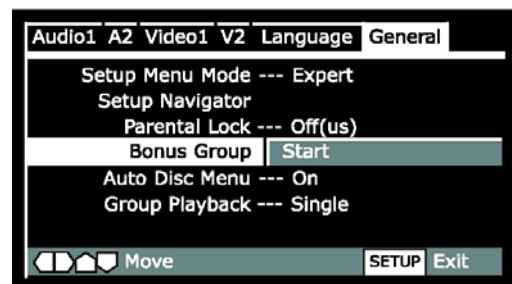 Audio1 A2 Video1 V2 Language General
Setup Menu Mode --- Expert
Setup Navigator
Parental Lock --- Off(us)
Bonus Group Start
Auto Disc Menu --- On
Group Playback --- Single
Move SETUP Exit